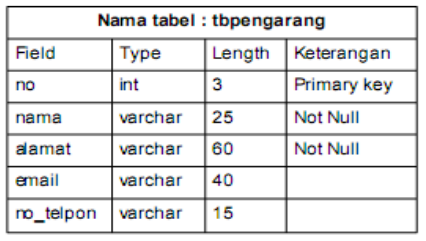 Nama tabel : tbpengarang
Field Type Length Keterangan
no int 3 Primary key
nama varchar 25 Not Null
alamat varchar 60 Not Null
email varchar 40
no_telpon varchar 15